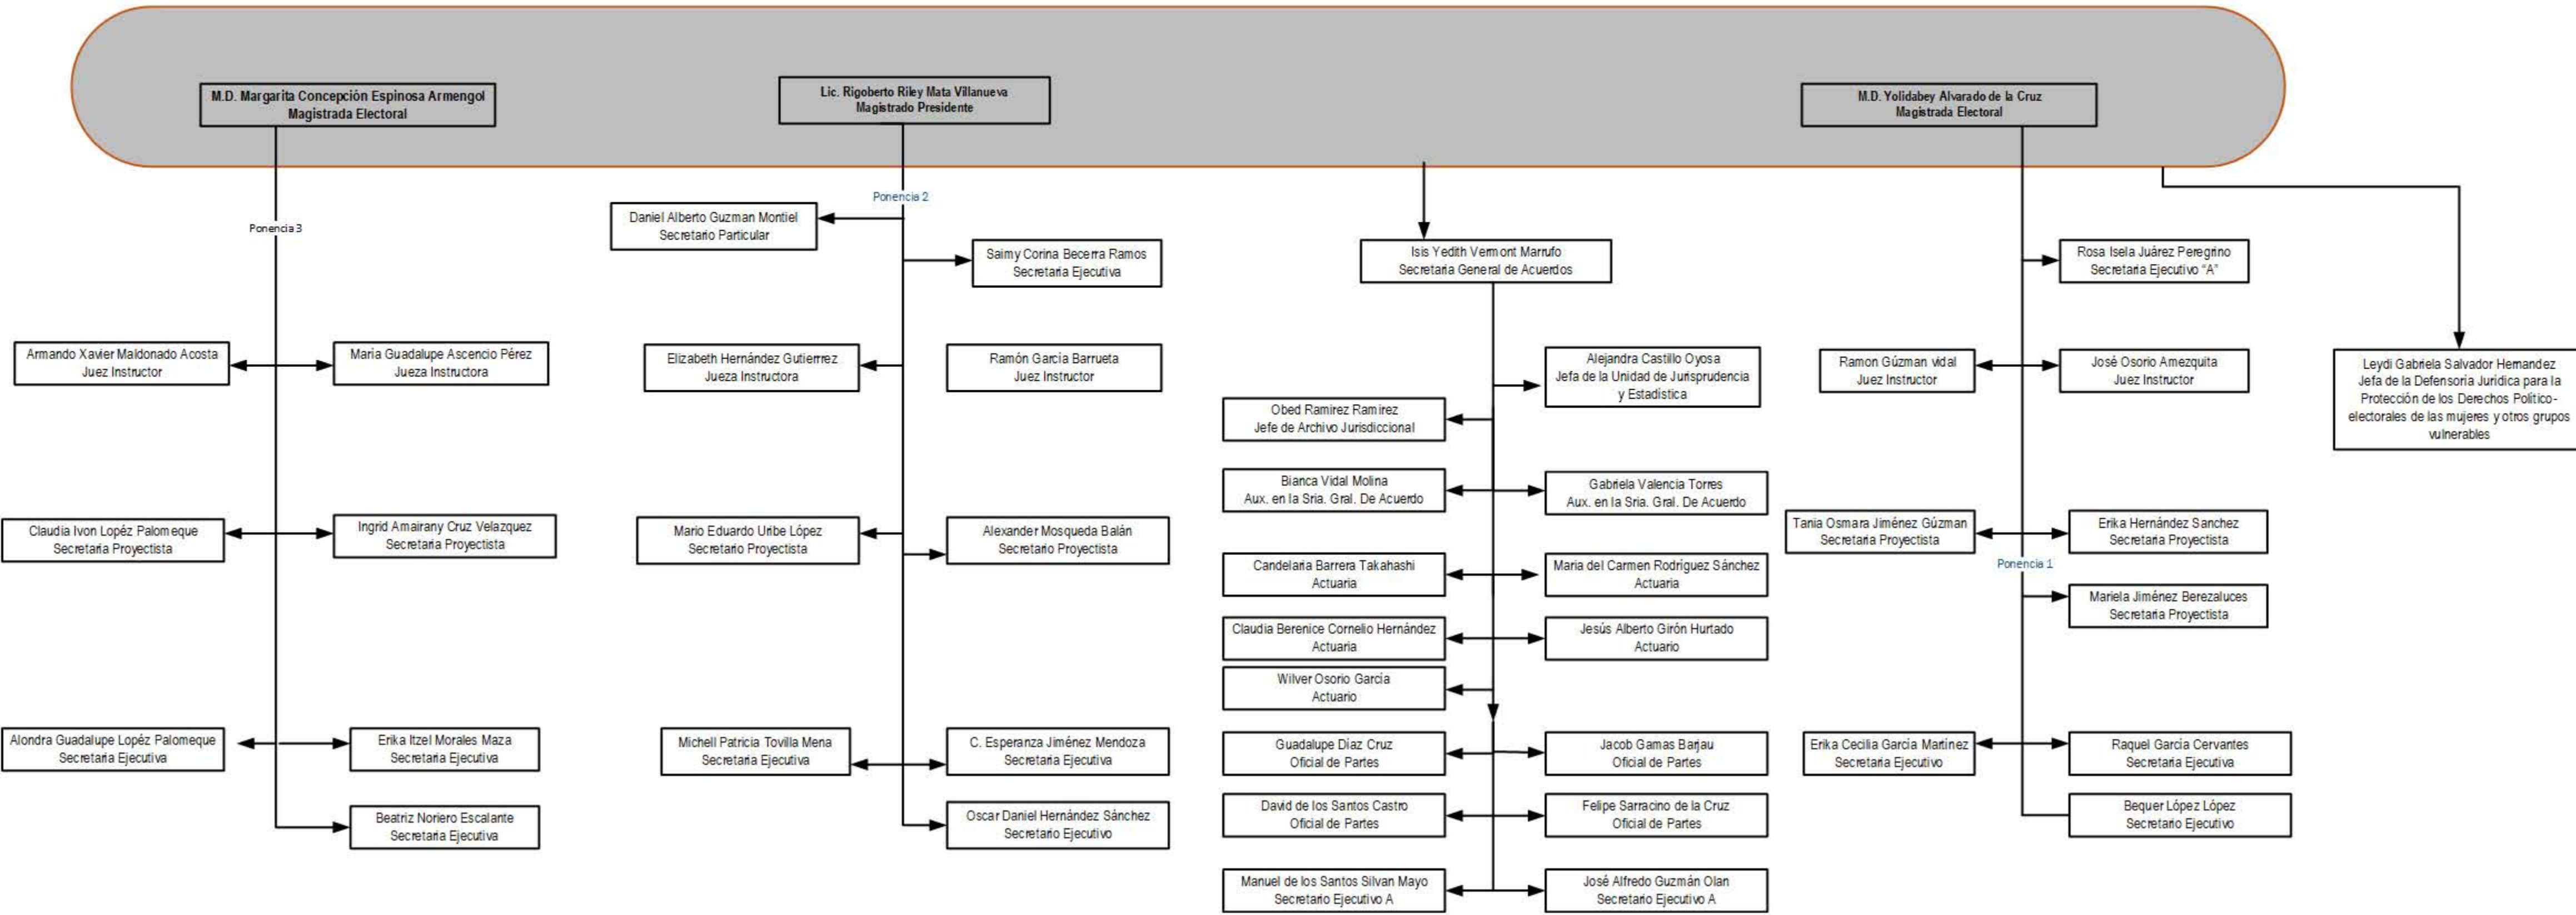 M.D. Margarita Concepción Espinosa Armengol
Magistrada Electoral
Lic. Rigoberto Riley Mata Villanueva
Magistrado Presidente
M.D. Yolidabey Alvarado de la Cruz
Magistrada Electoral
Ponencia 3
Armando Xavier Maldonado Acosta
Juez Instructor
María Guadalupe Ascencio Pérez
Jueza Instructora
Claudia Ivon Lopéz Palomeque
Secretaria Proyectista
Ingrid Amairany Cruz Velazquez
Secretaria Proyectista
Alondra Guadalupe Lopéz Palomeque
Secretaria Ejecutiva
Erika Itzel Morales Maza
Secretaria Ejecutiva
Beatriz Noriero Escalante
Secretaria Ejecutiva
Ponencia 2
Daniel Alberto Guzman Montiel
Secretario Particular
Saimy Corina Becerra Ramos
Secretaria Ejecutiva
Elizabeth Hernández Gutierrrez
Jueza Instructora
Ramón García Barrueta
Juez Instructor
Mario Eduardo Uribe López
Secretario Proyectista
Alexander Mosqueda Balán
Secretario Proyectista
Michell Patricia Tovilla Mena
Secretaria Ejecutiva
C. Esperanza Jiménez Mendoza
Secretaria Ejecutiva
Oscar Daniel Hernández Sánchez
Secretario Ejecutivo
Isis Yedith Vermont Marrufo
Secretaria General de Acuerdos
Alejandra Castillo Oyosa
Jefa de la Unidad de Jurisprudencia
y Estadística
Obed Ramirez Ramirez
Jefe de Archivo Jurisdiccional
Bianca Vidal Molina
Aux. en la Sria. Gral. De Acuerdo
Gabriela Valencia Torres
Aux. en la Sria. Gral. De Acuerdo
Candelaria Barrera Takahashi
Actuaria
Maria del Carmen Rodríguez Sánchez
Actuaria
Claudia Berenice Cornelio Hernández
Actuaria
Jesús Alberto Girón Hurtado
Actuario
Wilver Osorio García
Actuario
Guadalupe Díaz Cruz
Oficial de Partes
Jacob Gamas Barjau
Oficial de Partes
David de los Santos Castro
Oficial de Partes
Felipe Sarracino de la Cruz
Oficial de Partes
Manuel de los Santos Silvan Mayo
Secretario Ejecutivo A
José Alfredo Guzmán Olan
Secretario Ejecutivo A
Rosa Isela Juárez Peregrino
Secretaria Ejecutivo “A”
Ramon Gúzman vidal
Juez Instructor
José Osorio Amezquita
Juez Instructor
Tania Osmara Jiménez Gúzman
Secretaria Proyectista
Erika Hernández Sanchez
Secretaria Proyectista
Ponencia 1
Mariela Jiménez Berezaluces
Secretaria Proyectista
Erika Cecilia García Martínez
Secretaria Ejecutivo
Raquel García Cervantes
Secretaria Ejecutiva
Bequer López López
Secretario Ejecutivo
Leydi Gabriela Salvador Hernandez
Jefa de la Defensoría Jurídica para la
Protección de los Derechos Político-
electorales de las mujeres y otros grupos
vulnerables